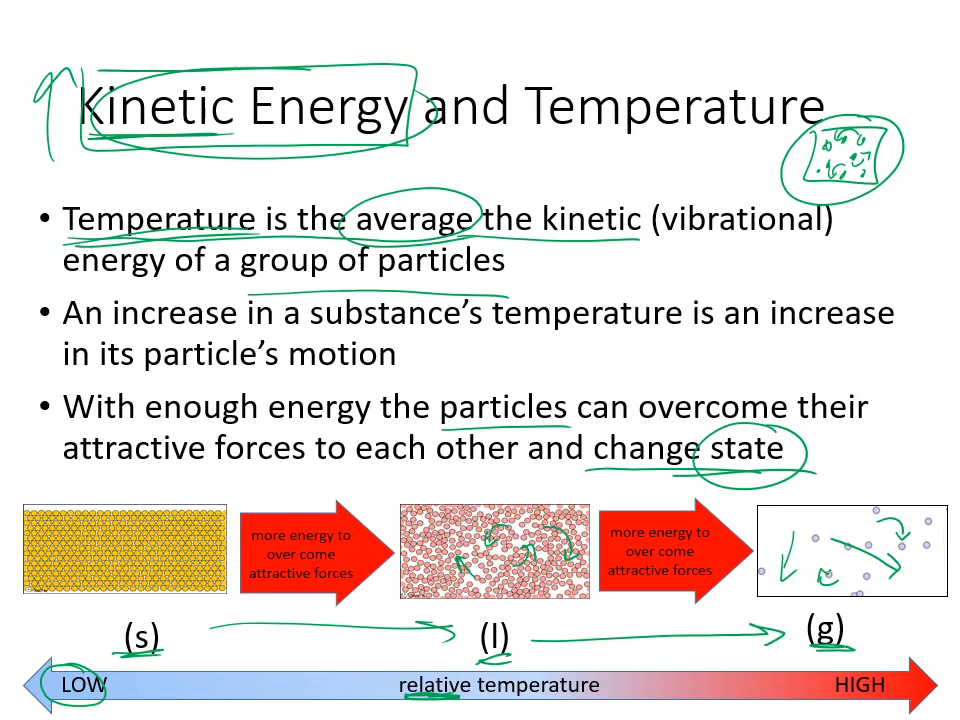 Kinetic Energy and Temperature
• Temperature is the average the kinetic (vibrational)
energy of a group of particles
• An increase in a substance's temperature is an increase
in its particle's motion
• With enough energy the particles can overcome their
attractive forces to each other and change state
more energy to
over come
attractive forces
more energy to
over come
attractive forces
(s)
(l)
(g)
LOW
relative temperature
HIGH